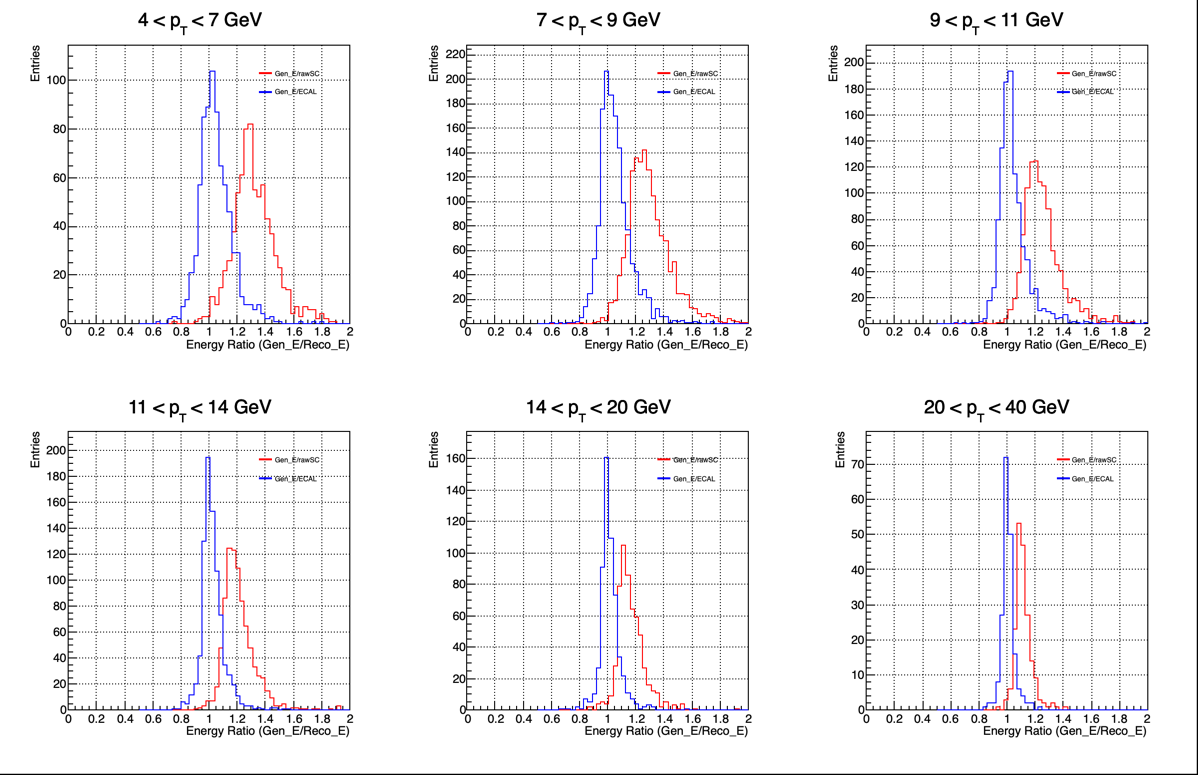 4 < pT < 7 GeV
Entries
Gen_E/rawSC
Gen_E/ECAL
100
80
60
40
20
0
0 0.2 0.4 0.6 0.8 1 1.2 1.4 1.6 1.8 2
Energy Ratio (Gen_E/Reco_E)
7 < pT < 9 GeV
Entries
Gen_E/rawSC
Gen_E/ECAL
220
200
180
160
140
120
100
80
60
40
20
0
0 0.2 0.4 0.6 0.8 1 1.2 1.4 1.6 1.8 2
Energy Ratio (Gen_E/Reco_E)
9 < pT < 11 GeV
Entries
Gen_E/rawSC
Gen_E/ECAL
200
180
160
140
120
100
80
60
40
20
0
0 0.2 0.4 0.6 0.8 1 1.2 1.4 1.6 1.8 2
Energy Ratio (Gen_E/Reco_E)
11 < pT < 14 GeV
Entries
Gen_E/rawSC
Gen_E/ECAL
200
180
160
140
120
100
80
60
40
20
0
0 0.2 0.4 0.6 0.8 1 1.2 1.4 1.6 1.8 2
Energy Ratio (Gen_E/Reco_E)
14 < pT < 20 GeV
Entries
Gen_E/rawSC
Gen_E/ECAL
160
140
120
100
80
60
40
20
0
0 0.2 0.4 0.6 0.8 1 1.2 1.4 1.6 1.8 2
Energy Ratio (Gen_E/Reco_E)
20 < pT < 40 GeV
Entries
Gen_E/rawSC
Gen_E/ECAL
70
60
50
40
30
20
10
0
0 0.2 0.4 0.6 0.8 1 1.2 1.4 1.6 1.8 2
Energy Ratio (Gen_E/Reco_E)